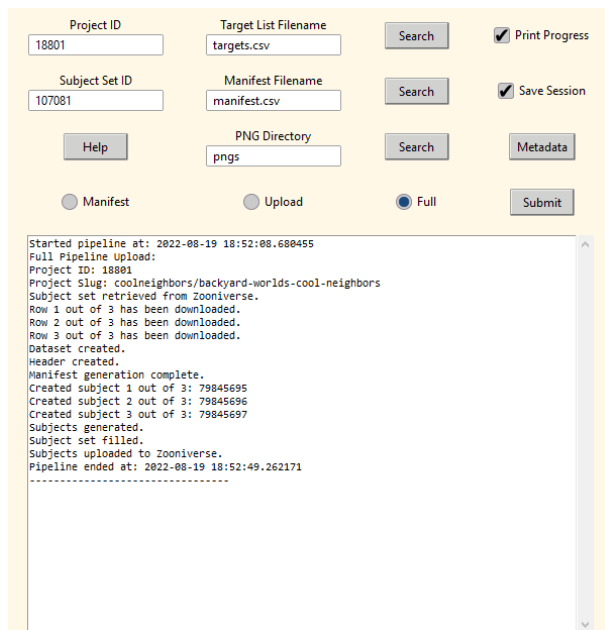 Project ID
Target List Filename
18801
targets.csv
Search
Print Progress
Subject Set ID
Manifest Filename
107081
manifest.csv
Search
Save Session
Help
PNG Directory
pngs
Search
Metadata
Manifest
Upload
Full
Submit
Started pipeline at: 2022-08-19 18:52:08.680455
Full Pipeline Upload:
Project ID: 18801
Project Slug: coolneighbors/backyard-worlds-cool-neighbors
Subject set retrieved from Zooniverse.
Row 1 out of 3 has been downloaded.
Row 2 out of 3 has been downloaded.
Row 3 out of 3 has been downloaded.
Dataset created.
Header created.
Manifest generation complete.
Created subject 1 out of 3: 79845695
Created subject 2 out of 3: 79845696
Created subject 3 out of 3: 79845697
Subjects generated.
Subject set filled.
Subjects uploaded to Zooniverse.
Pipeline ended at: 2022-08-19 18:52:49.262171
---------------------------------